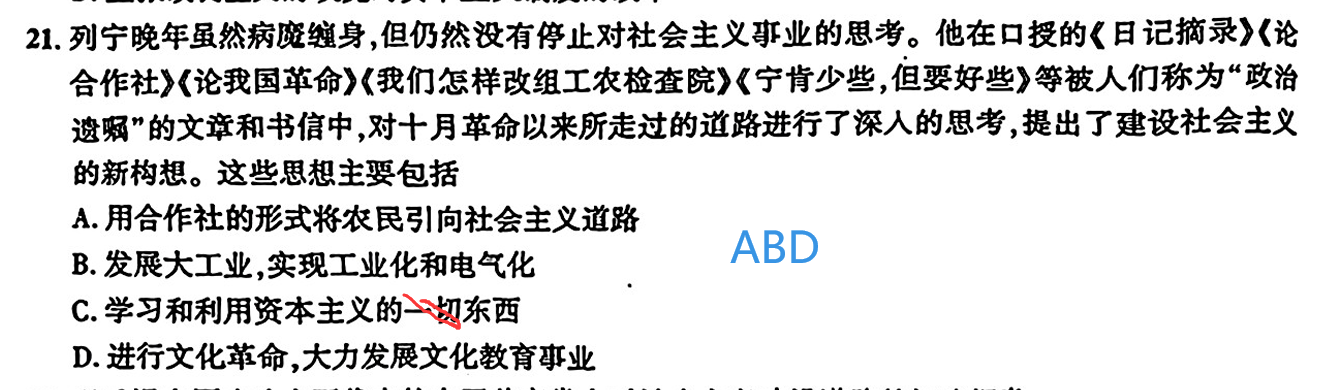 21. 列宁晚年虽然病魔缠身,但仍然没有停止对社会主义事业的思考。他在口授的《日记摘录》《论
合作社》《论我国革命》《我们怎样改组工农检查院》《宁肯少些,但要好些》等被人们称为“政治
遗嘱”的文章和书信中,对十月革命以来所走过的道路进行了深入的思考,提出了建设社会主义
的新构想。这些思想主要包括
A. 用合作社的形式将农民引向社会主义道路
ABD
B. 发展大工业,实现工业化和电气化
C. 学习和利用资本主义的一切东西
D. 进行文化革命,大力发展文化教育事业